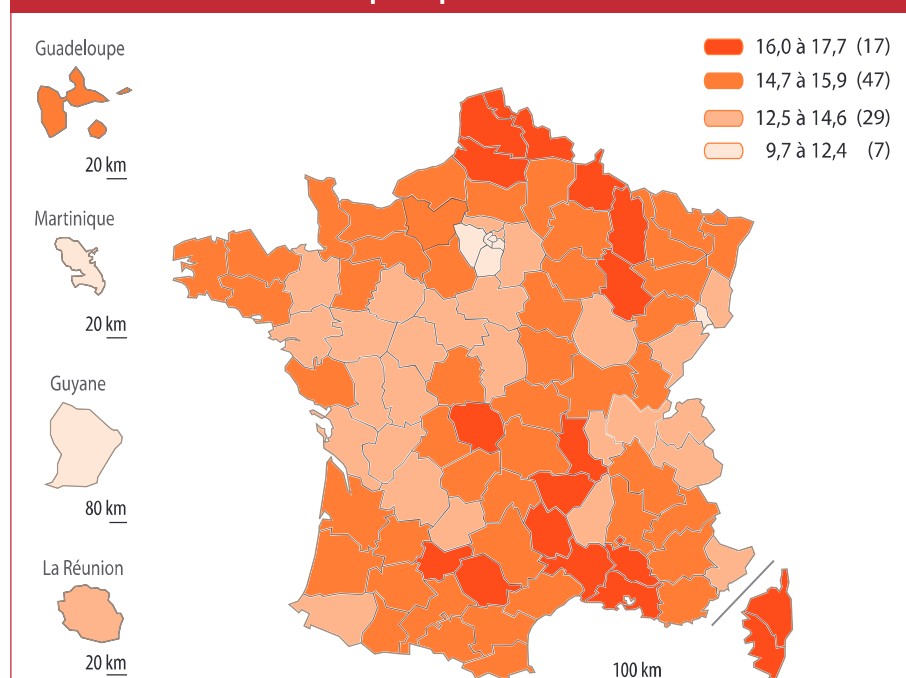 Guadeloupe
20 km
Martinique
20 km
Guyane
80 km
La Réunion
20 km
16,0 à 17,7 (17)
14,7 à 15,9 (47)
12,5 à 14,6 (29)
9,7 à 12,4 (7)
100 km